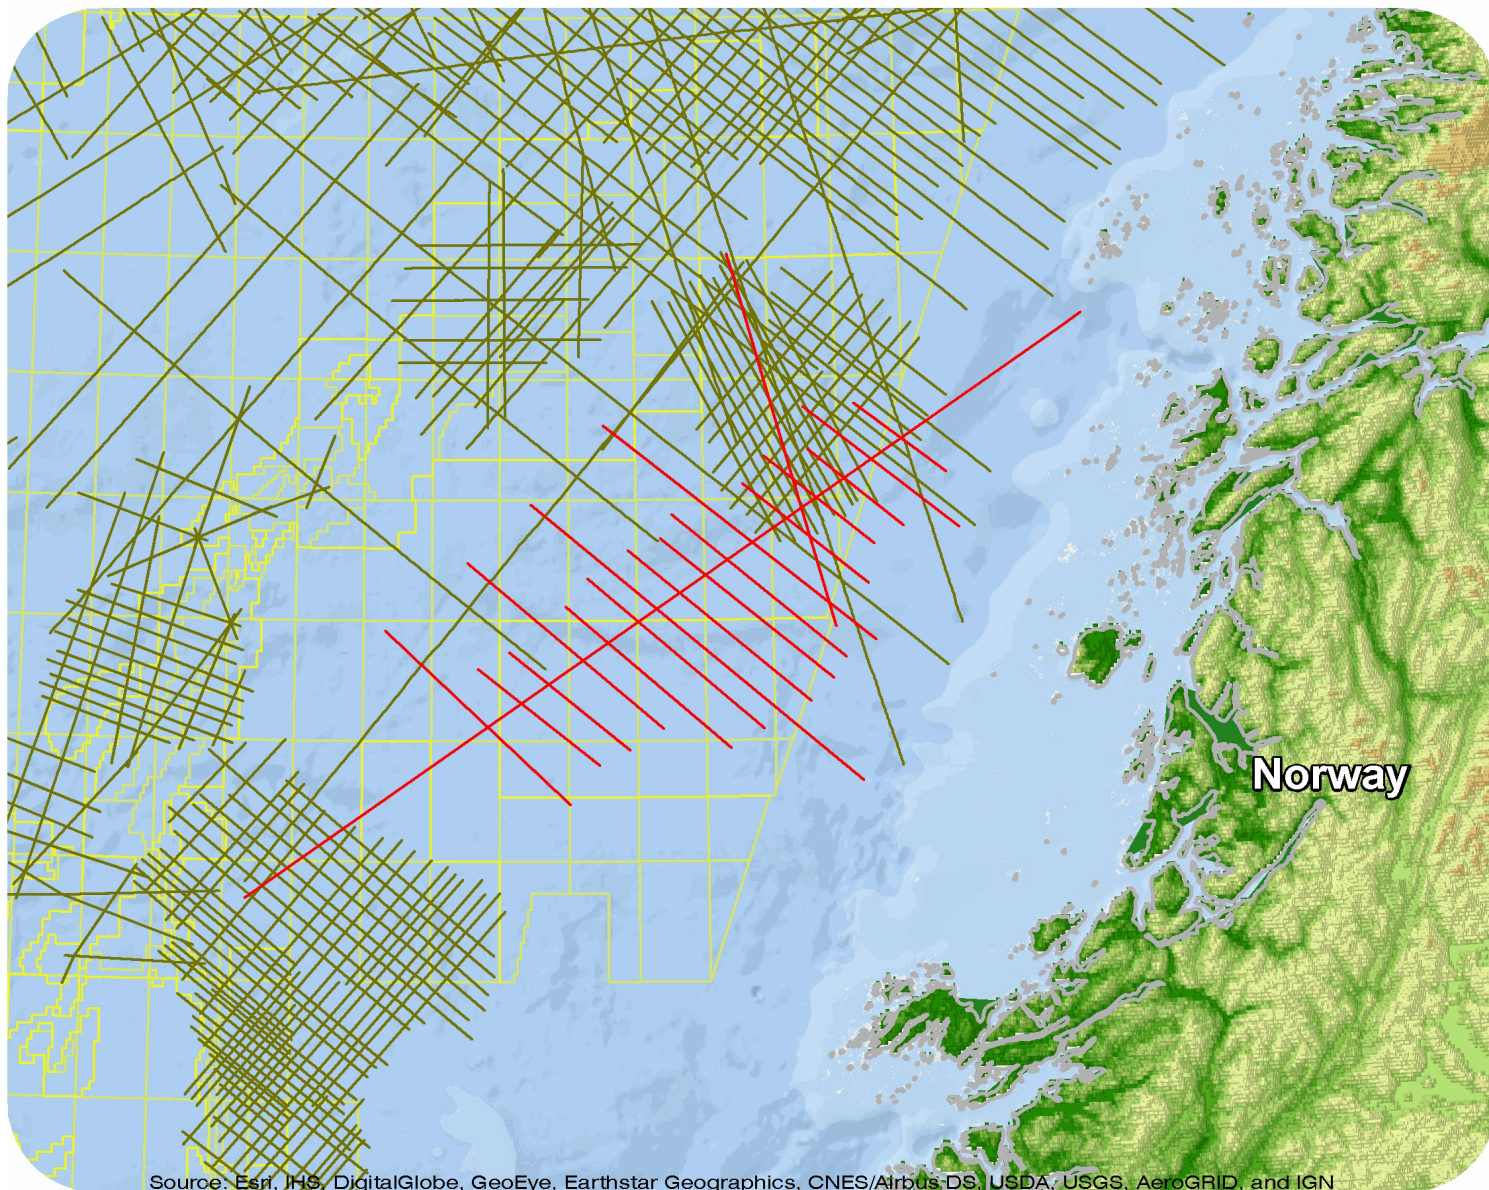 Norway
Source: Esri, IHS, DigitalGlobe, GeoEye, Earthstar Geographics, CNES/Airbus DS, USDA, USGS, AeroGRID, and IGN